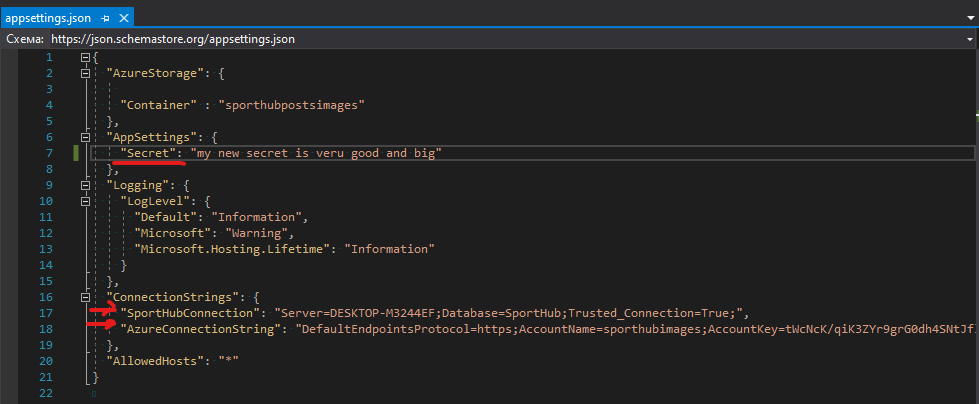 appsettings.json
Схема: https://json.schemastore.org/appsettings.json
1 {
2 "AzureStorage": {
3
4 "Container" : "sporthubpostsimages"
5 },
6 "AppSettings": {
7 "Secret": "my new secret is veru good and big"
8 },
9 "Logging": {
10 "LogLevel": {
11 "Default": "Information",
12 "Microsoft": "Warning",
13 "Microsoft.Hosting.Lifetime": "Information"
14 }
15 },
16 "ConnectionStrings": {
17 "SportHubConnection": "Server=DESKTOP-M3244EF;Database=SportHub;Trusted_Connection=True;",
18 "AzureConnectionString": "DefaultEndpointsProtocol=https;AccountName=sporthubimages;AccountKey=tWcNcK/qiK3ZYr9grG0dh4SNtJf
19 },
20 "AllowedHosts": "*"
21 }
22